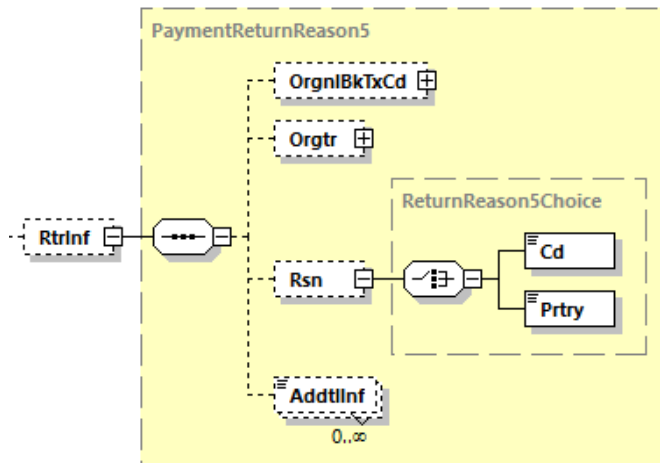 PaymentReturnReason5
OrgnlBkTxCd
Orgtr
ReturnReason5Choice
RtrInf
Cd
Rsn
Prtry
AddtlInf
0..∞